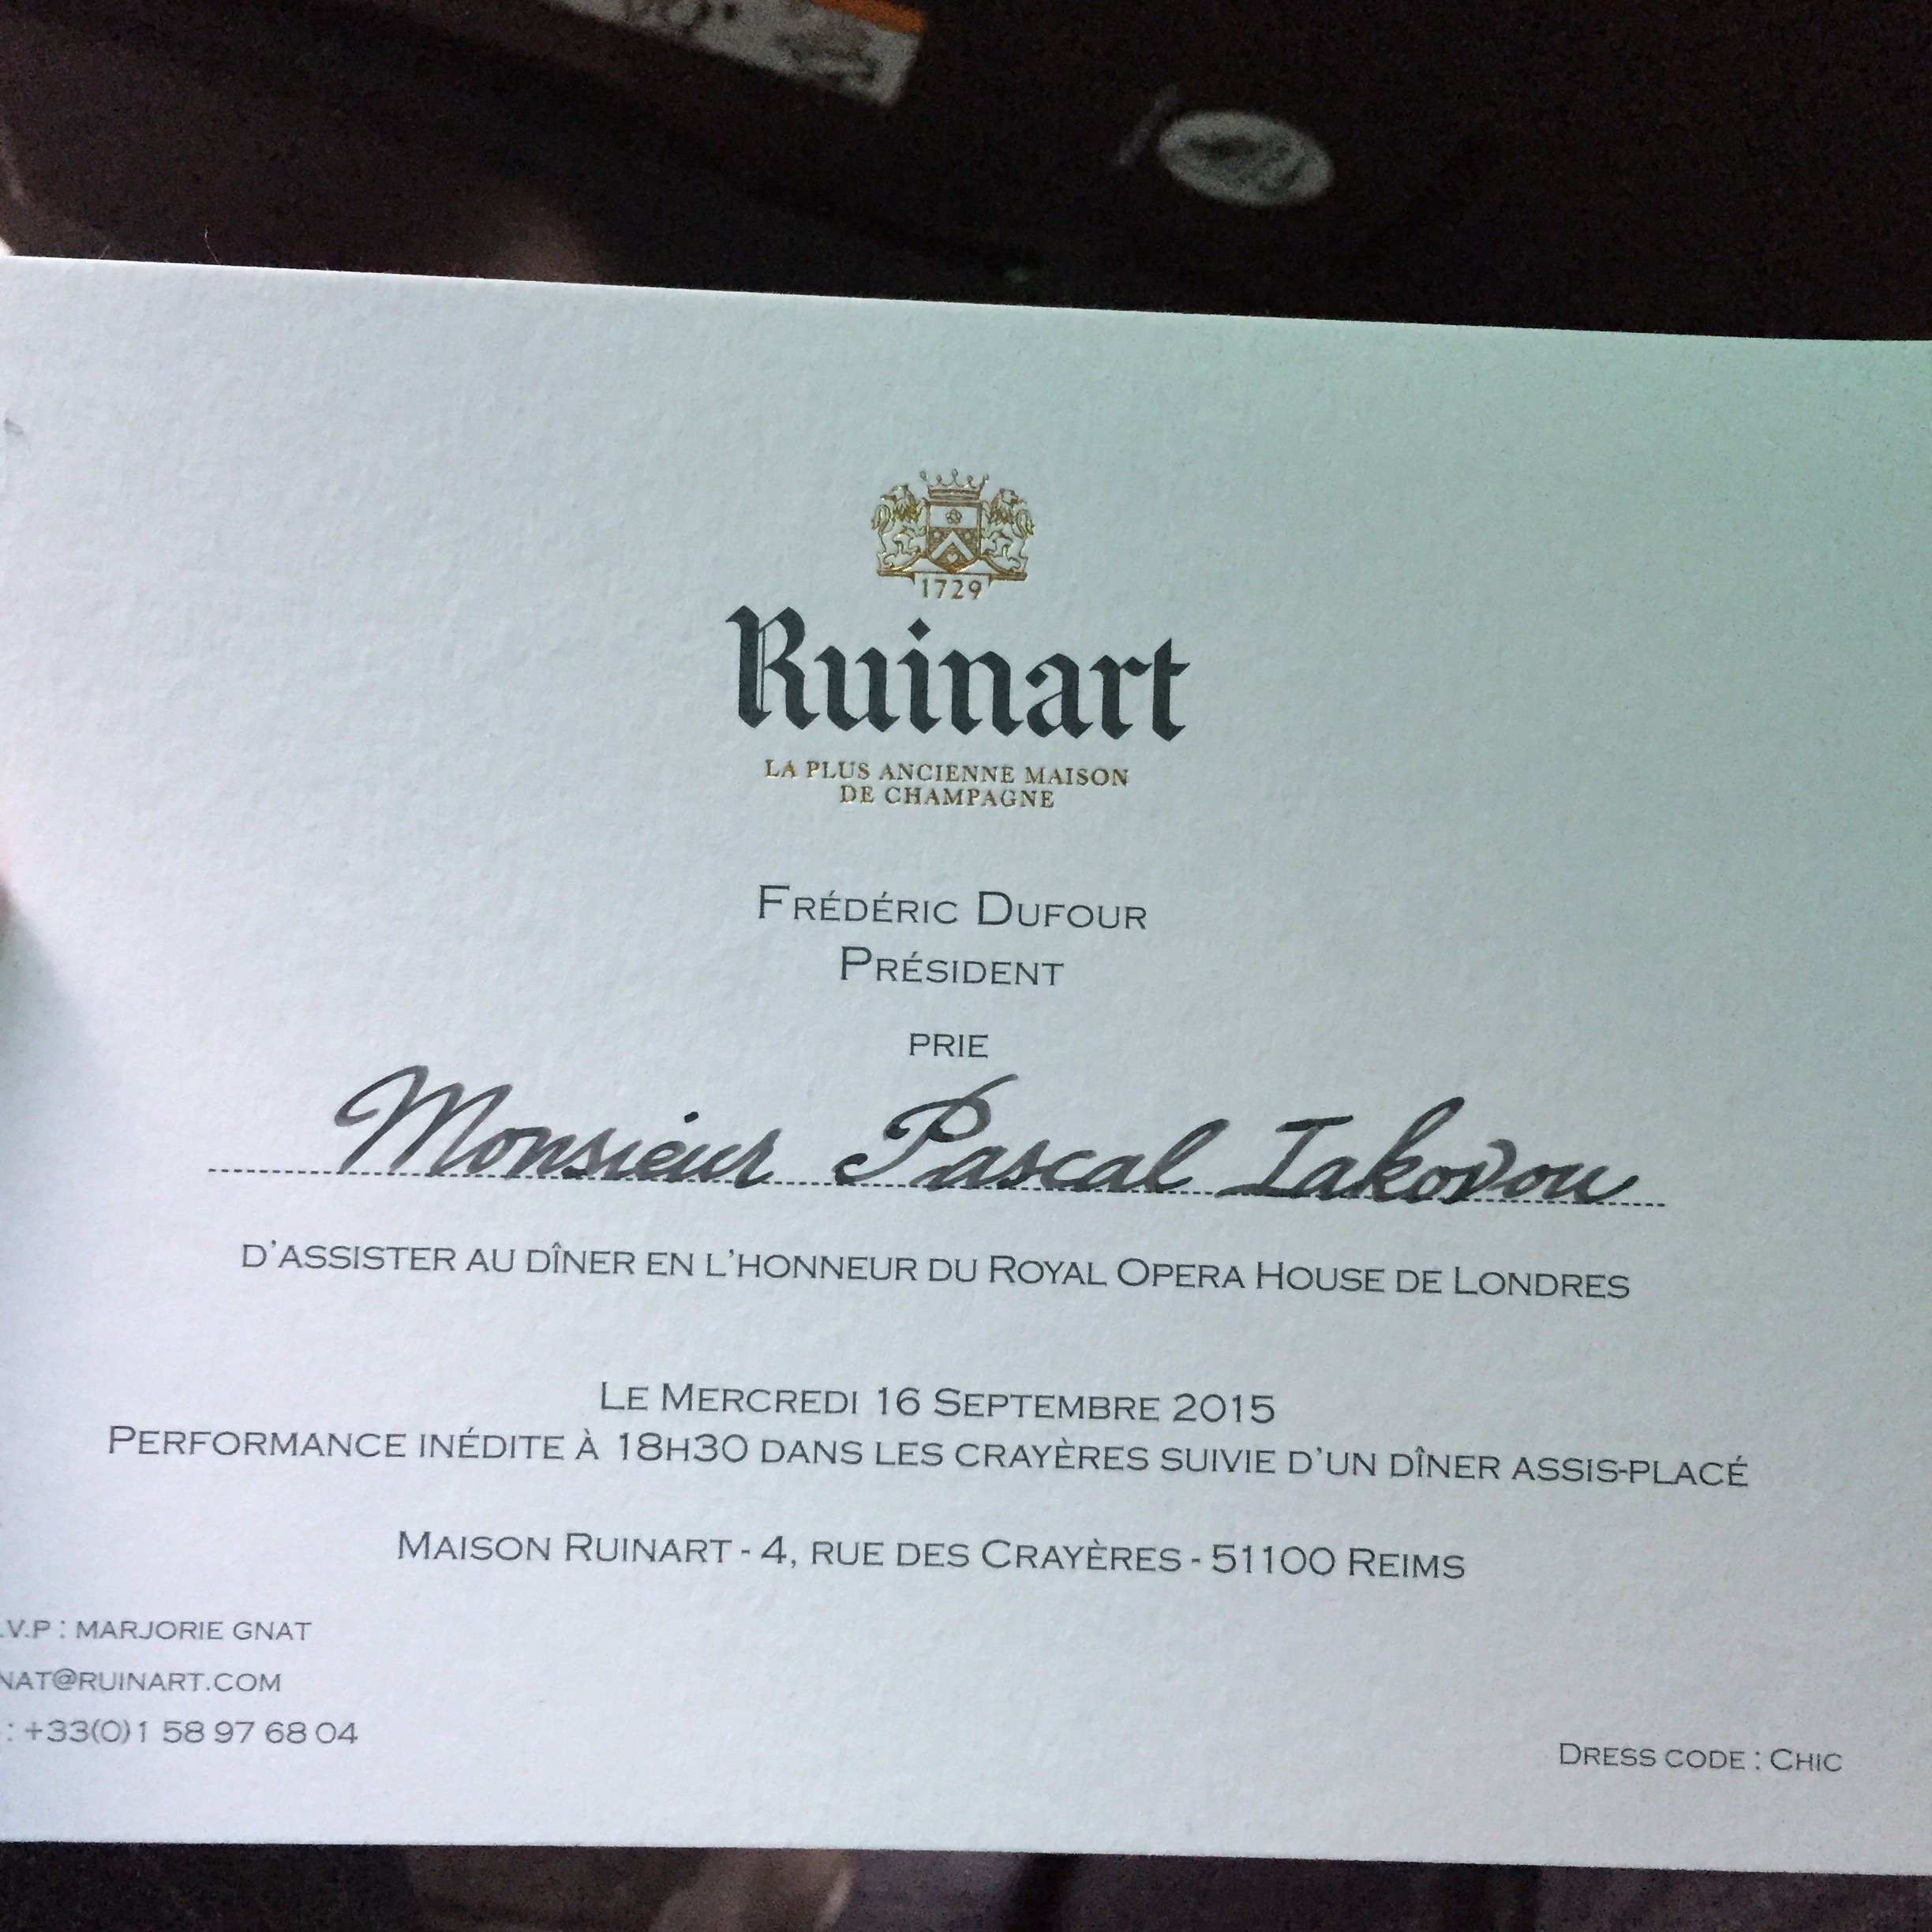 1729
Ruinart
LA PLUS ANCIENNE MAISON
DE CHAMPAGNE
FRÉDÉRIC DUFOUR
PRÉSIDENT
PRIE
Monsieur Pascal Iakovou
D'ASSISTER AU DÎNER EN L'HONNEUR DU ROYAL OPERA HOUSE DE LONDRES
LE MERCREDI 16 SEPTEMBRE 2015
PERFORMANCE INÉDITE À 18H30 DANS LES CRAYÈRES SUIVIE D'UN DÎNER ASSIS-PLACÉ
MAISON RUINART - 4, RUE DES CRAYÈRES - 51100 REIMS
.V.P : MARJORIE GNAT
NAT@RUINART.COM
: +33(0)1 58 97 68 04
DRESS CODE : CHIC